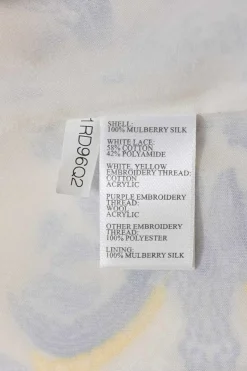 1RD96Q2
SHELL:
100% MULBERRY SILK
WHITE LACE:
58% COTTON
42% POLYAMIDE
WHITE, YELLOW
EMBROIDERY THREAD:
COTTON
ACRYLIC
PURPLE EMBROIDERY
THREAD:
WOOL
ACRYLIC
OTHER EMBROIDERY
THREAD:
100% POLYESTER
LINING:
100% MULBERRY SILK